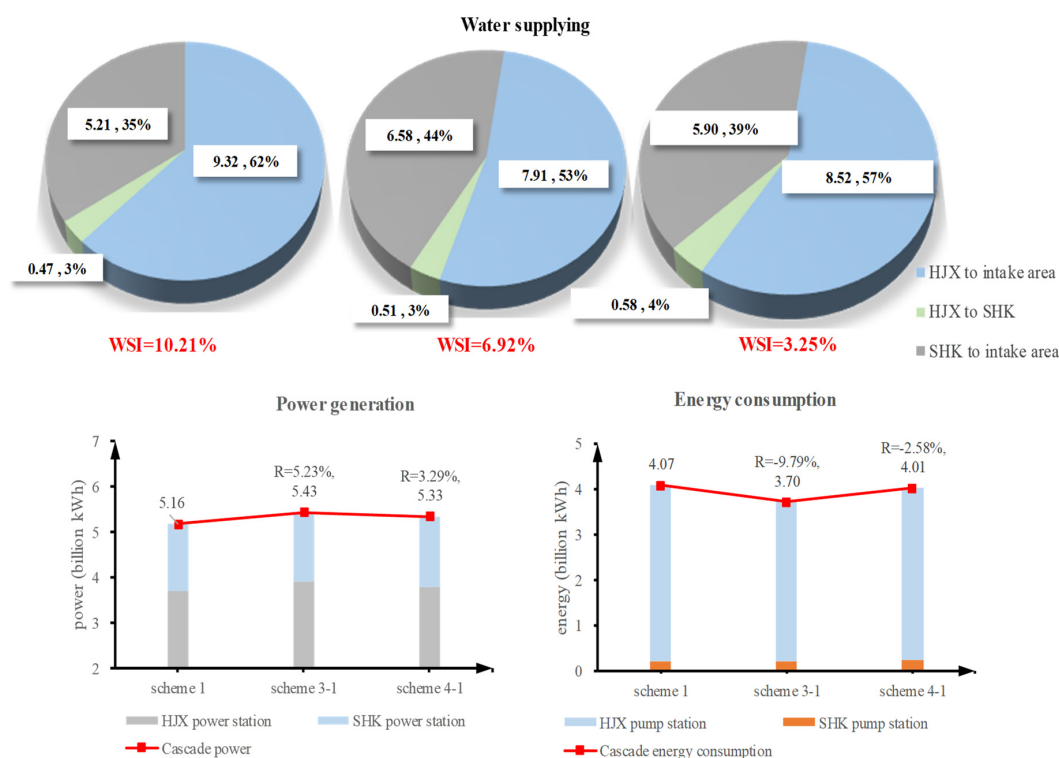 Water supplying
5.21 , 35%
9.32 , 62%
0.47 , 3%
6.58 , 44%
7.91 , 53%
0.51 , 3%
5.90 , 39%
8.52 , 57%
0.58 , 4%
HJX to intake area
HJX to SHK
SHK to intake area
WSI=10.21%
WSI=6.92%
WSI=3.25%
Power generation
power (billion kWh)
7
6
5
4
3
2
5.16
R=5.23%,
5.43
R=3.29%,
5.33
scheme 1
scheme 3-1
scheme 4-1
HJX power station
SHK power station
Cascade power
Energy consumption
energy (billion kWh)
5
4
3
2
1
0
4.07
R=-9.79%,
3.70
R=-2.58%,
4.01
scheme 1
scheme 3-1
scheme 4-1
HJX pump station
SHK pump station
Cascade energy consumption